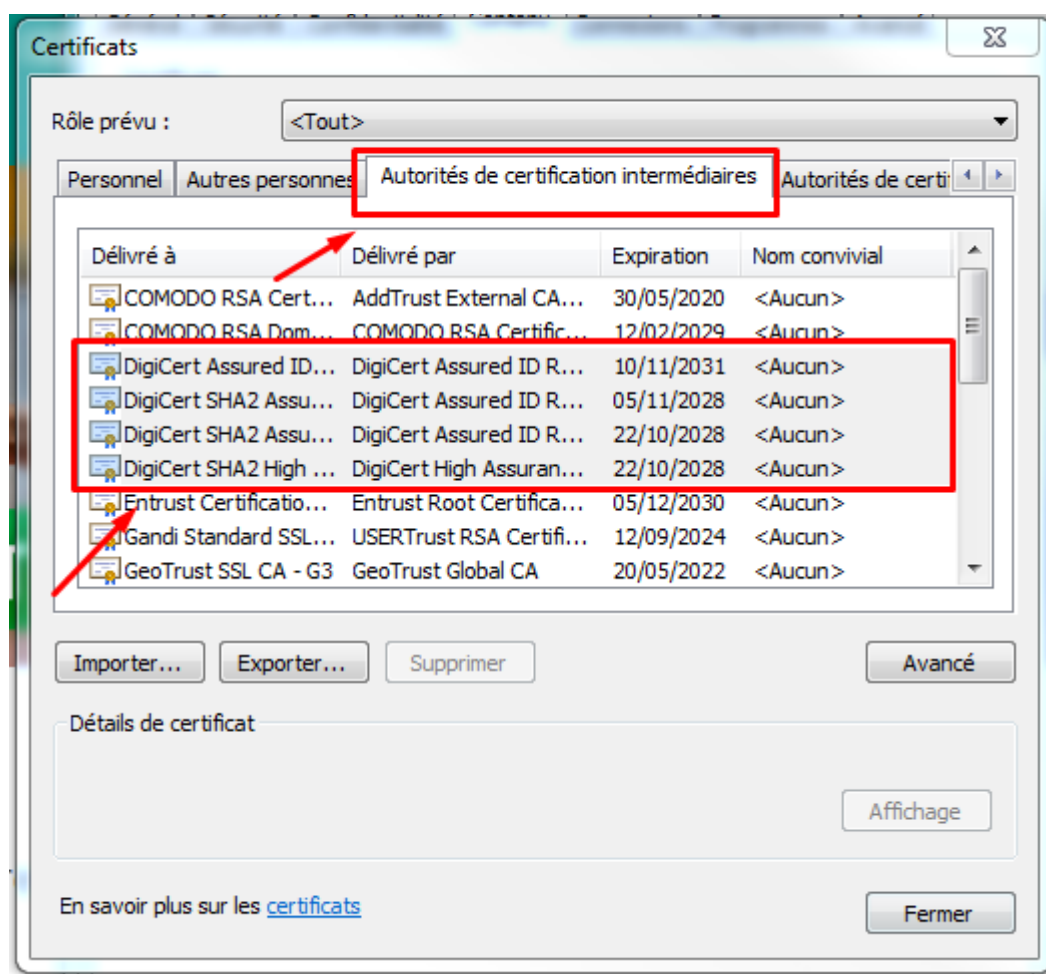 Certificats
Rôle prévu : <Tout>
Personnel Autres personnes Autorités de certification intermédiaires Autorités de certi
Délivré à Délivré par Expiration Nom convivial
COMODO RSA Cert... AddTrust External CA... 30/05/2020 <Aucun>
COMODO RSA Dom... COMODO RSA Certific... 12/02/2029 <Aucun>
DigiCert Assured ID... DigiCert Assured ID R... 10/11/2031 <Aucun>
DigiCert SHA2 Assu... DigiCert Assured ID R... 05/11/2028 <Aucun>
DigiCert SHA2 Assu... DigiCert Assured ID R... 22/10/2028 <Aucun>
DigiCert SHA2 High ... DigiCert High Assuran... 22/10/2028 <Aucun>
Entrust Certificatio... Entrust Root Certifica... 05/12/2030 <Aucun>
Gandi Standard SSL... USERTrust RSA Certifi... 12/09/2024 <Aucun>
GeoTrust SSL CA - G3 GeoTrust Global CA 20/05/2022 <Aucun>
Importer... Exporter... Supprimer Avancé
Détails de certificat
Affichage
En savoir plus sur les certificats
Fermer